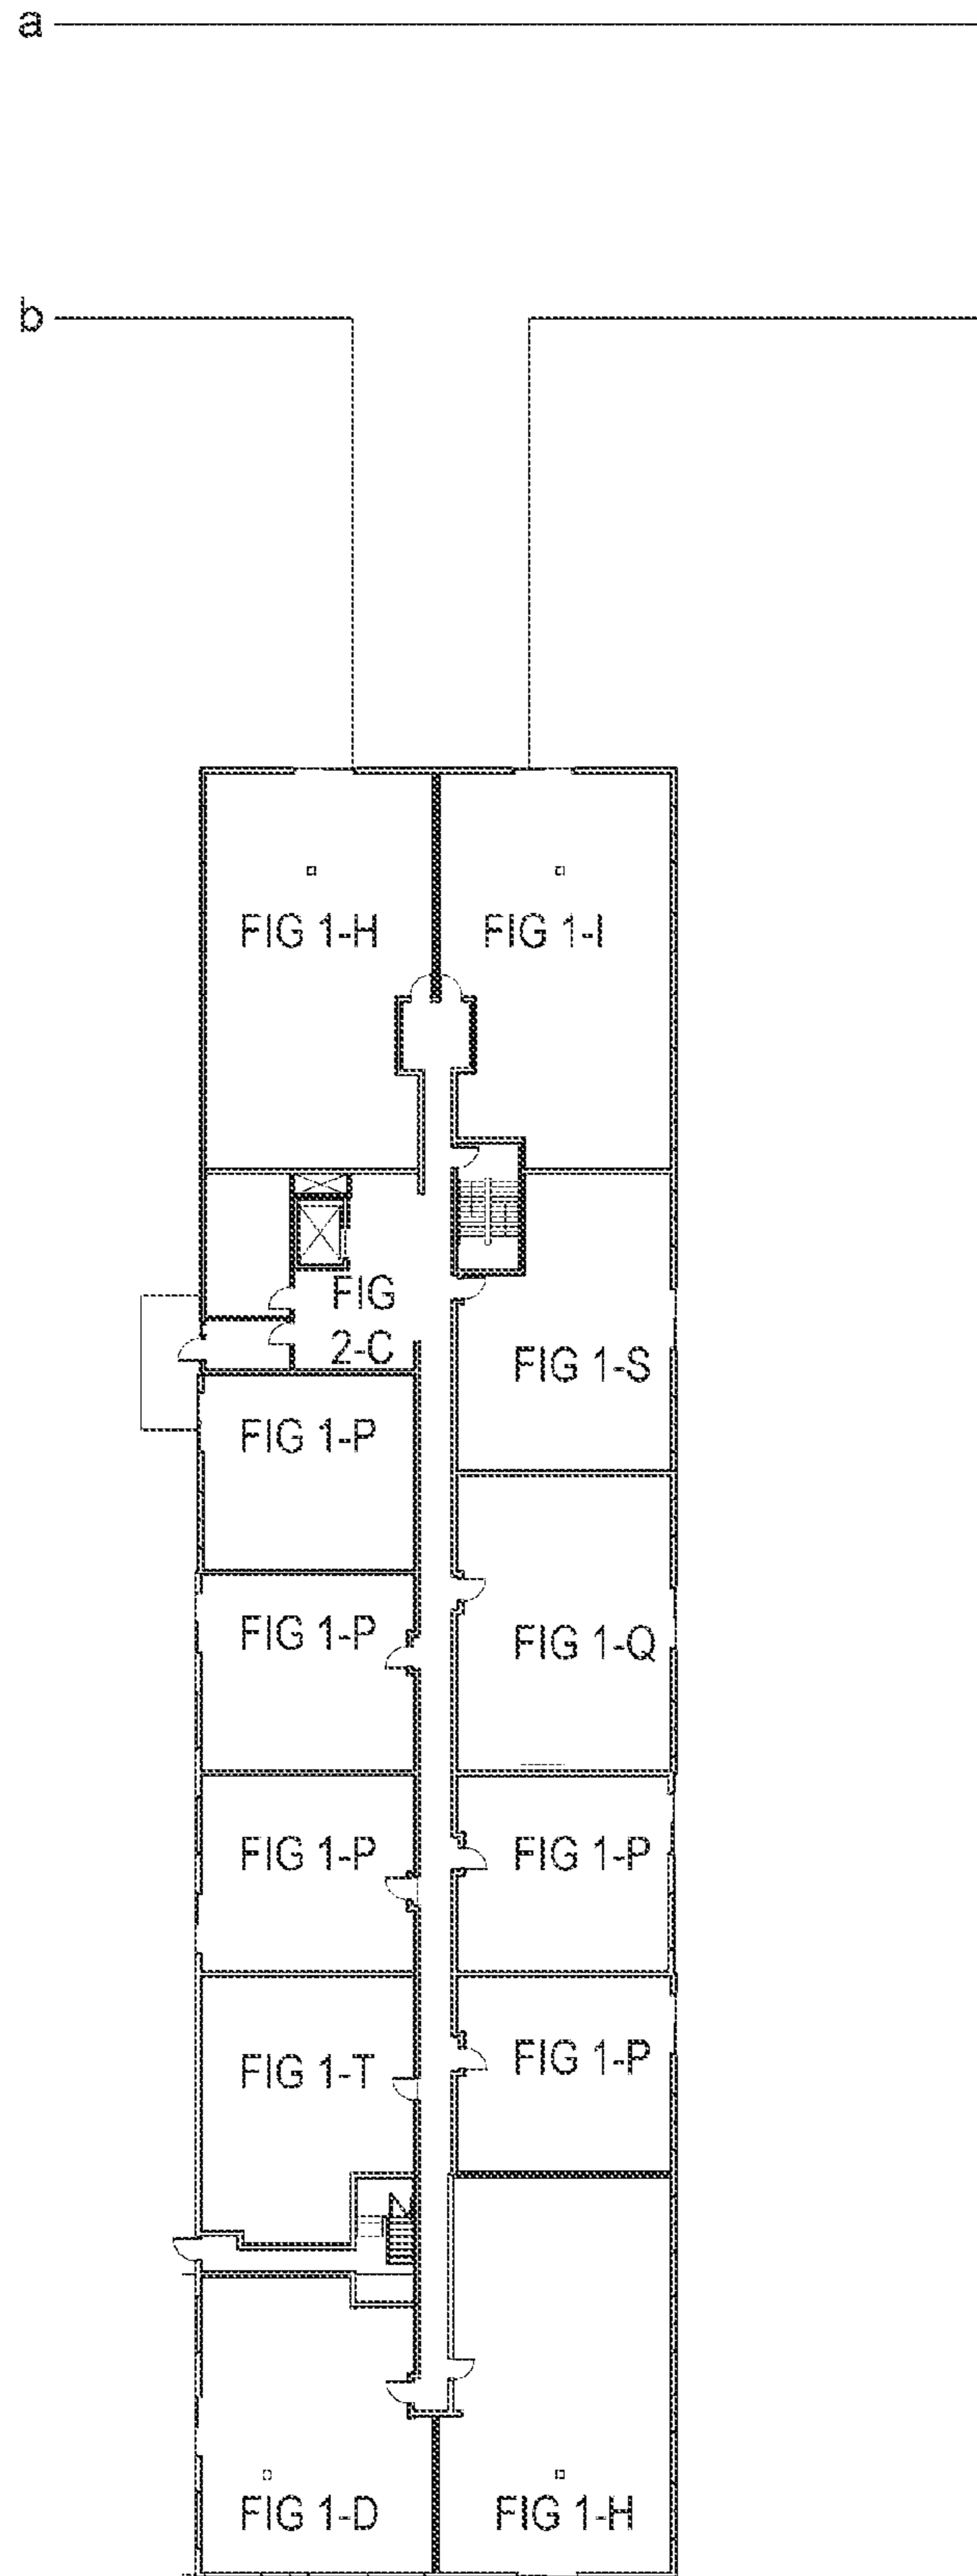 a
b
FIG 1-H
FIG 1-I
FIG
2-C
FIG 1-S
FIG 1-P
FIG 1-P
FIG 1-Q
FIG 1-P
FIG 1-P
FIG 1-T
FIG 1-P
FIG 1-D
FIG 1-H